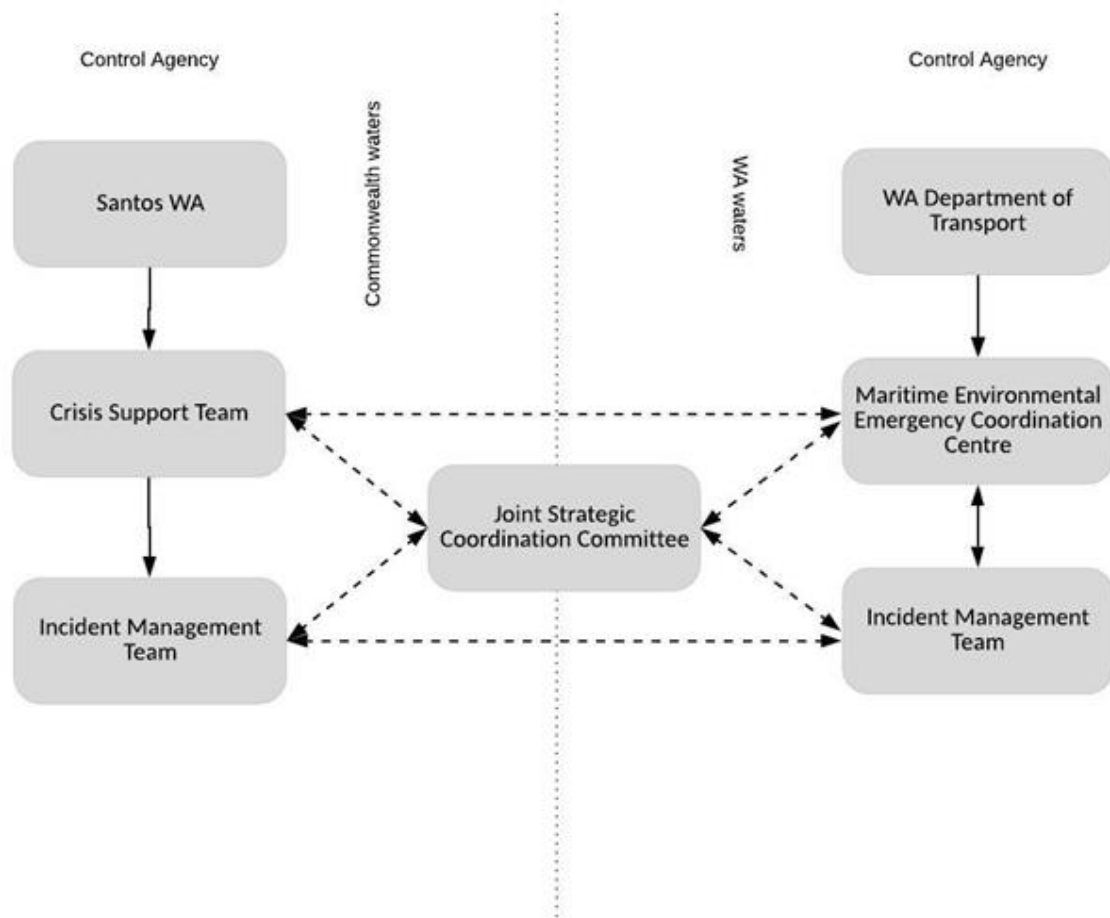 Control Agency
Control Agency
Commonwealth waters
WA waters
Santos WA
WA Department of
Transport
Crisis Support Team
Maritime Environmental
Emergency Coordination
Centre
Joint Strategic
Coordination Committee
Incident Management
Team
Incident Management
Team